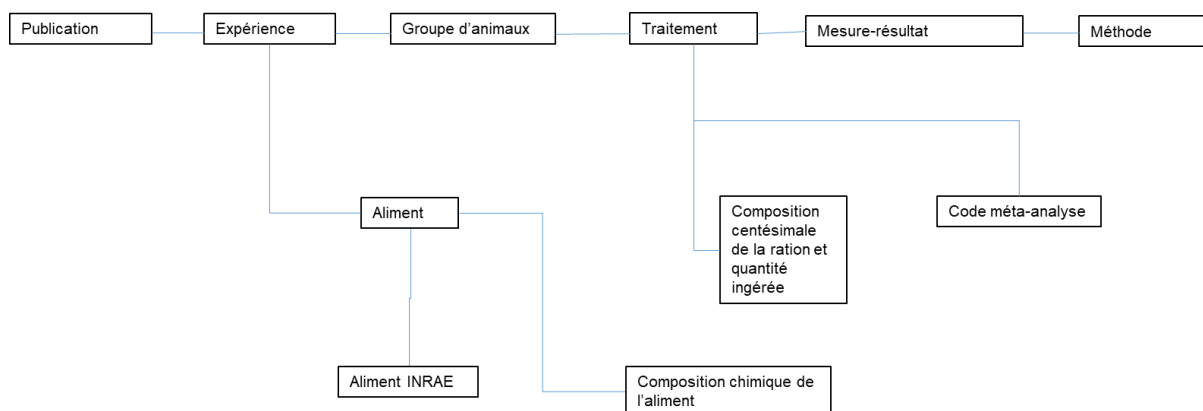 Publication
Expérience
Groupe d'animaux
Traitement
Mesure-résultat
Méthode
Aliment
Composition
centésimale
de la ration et
quantité
ingérée
Code méta-analyse
Aliment INRAE
Composition chimique de
l'aliment